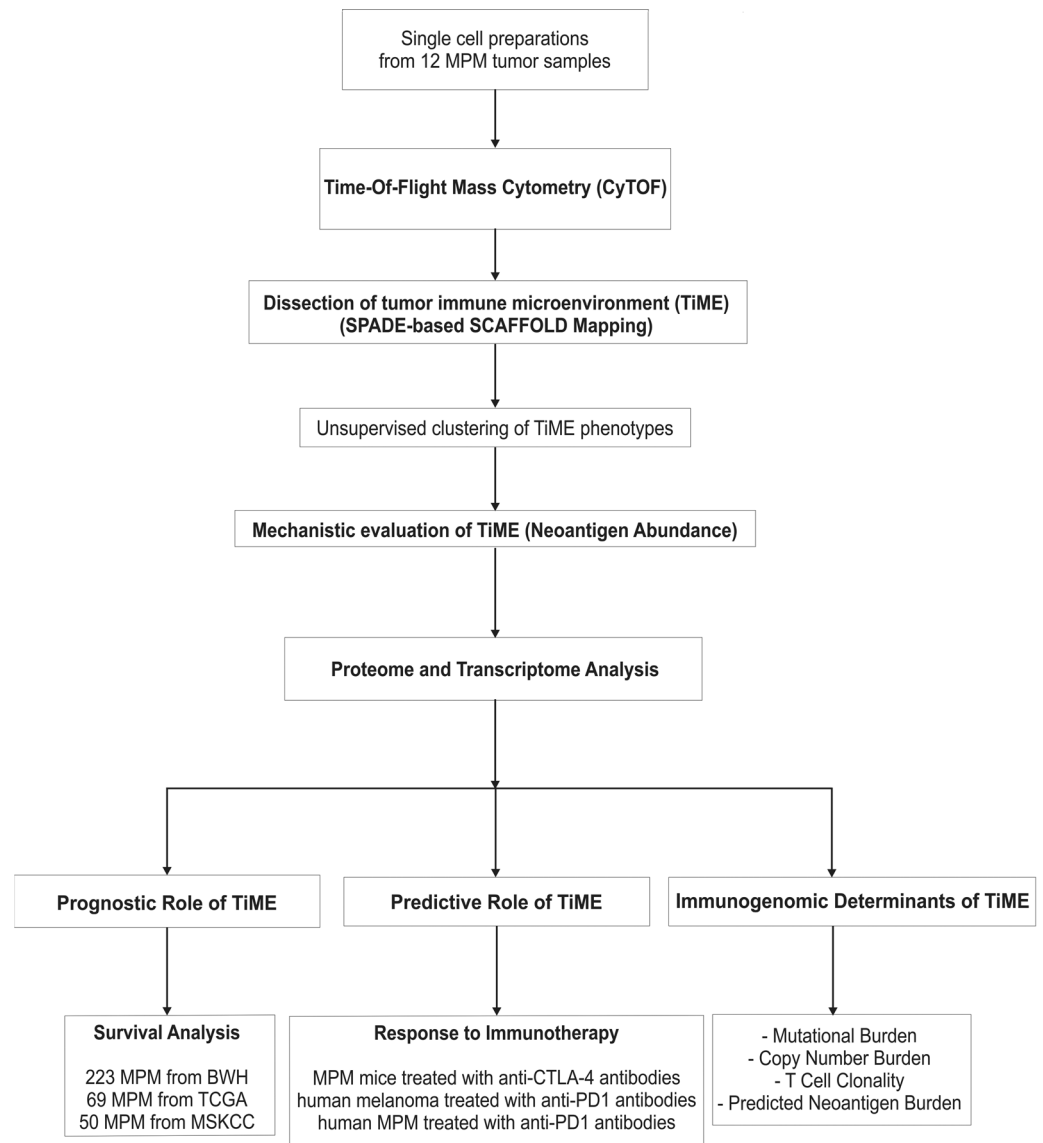 Single cell preparations
from 12 MPM tumor samples
Time-Of-Flight Mass Cytometry (CyTOF)
Dissection of tumor immune microenvironment (TiME)
(SPADE-based SCAFFOLD Mapping)
Unsupervised clustering of TiME phenotypes
Mechanistic evaluation of TiME (Neoantigen Abundance)
Proteome and Transcriptome Analysis
Prognostic Role of TiME
Predictive Role of TiME
Immunogenomic Determinants of TiME
Survival Analysis
223 MPM from BWH
69 MPM from TCGA
50 MPM from MSKCC
Response to Immunotherapy
MPM mice treated with anti-CTLA-4 antibodies
human melanoma treated with anti-PD1 antibodies
human MPM treated with anti-PD1 antibodies
- Mutational Burden
- Copy Number Burden
- T Cell Clonality
- Predicted Neoantigen Burden